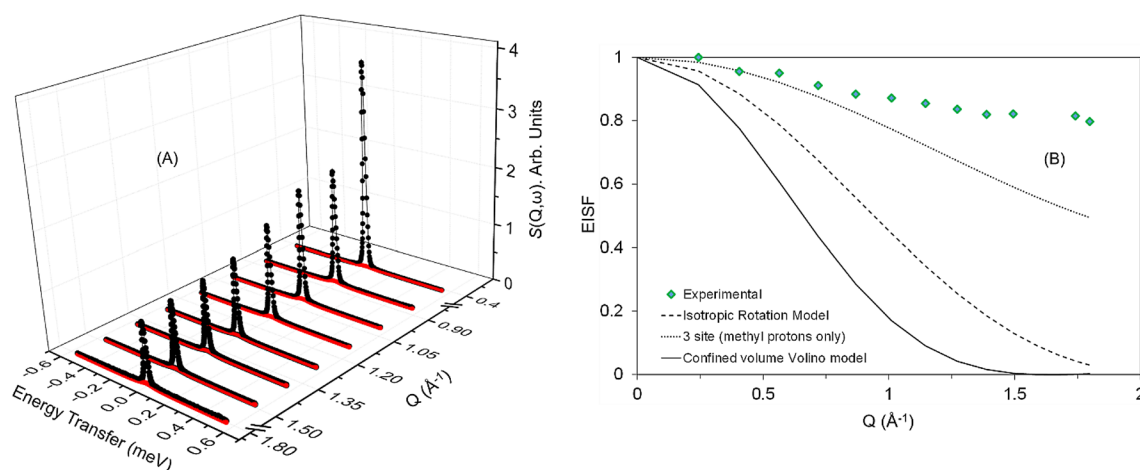 (A)
4
3
2
1
0
S(Q,ω). Arb. Units
-0.6
-0.4
-0.2
0.0
0.2
0.4
0.6
Energy Transfer (meV)
0.4
0.90
1.05
1.20
1.35
1.50
1.80
Q (Å-1)
(B)
1
0.8
0.6
0.4
0.2
0
EISF
Experimental
Isotropic Rotation Model
3 site (methyl protons only)
Confined volume Volino model
0
0.5
1
1.5
2
Q (Å-1)